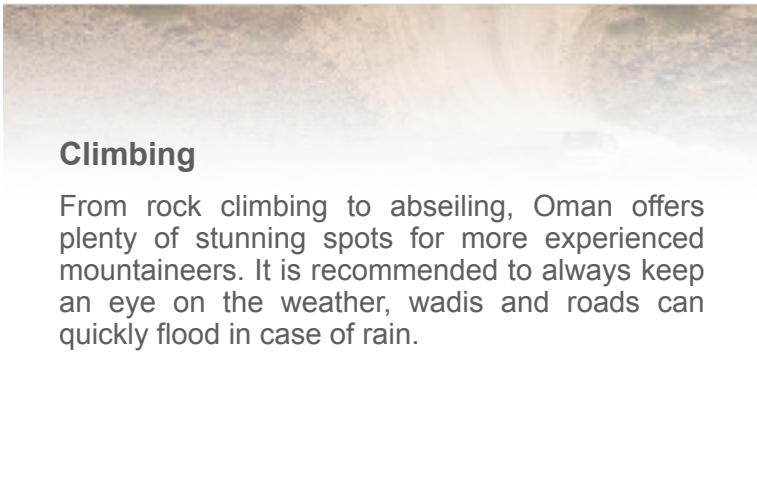 Climbing
From rock climbing to abseiling, Oman offers
plenty of stunning spots for more experienced
mountaineers. It is recommended to always keep
an eye on the weather, wadis and roads can
quickly flood in case of rain.